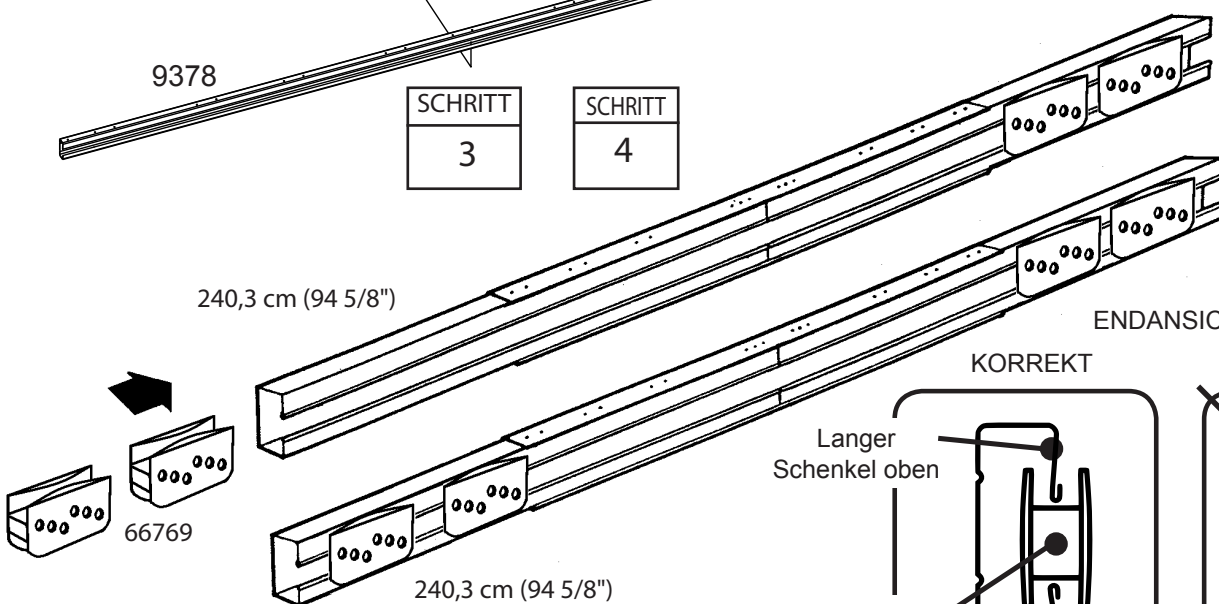 9378
SCHRITT
3
SCHRITT
4
240,3 cm (94 5/8")
KORREKT
Langer
Schenkel oben
66769
240,3 cm (94 5/8")